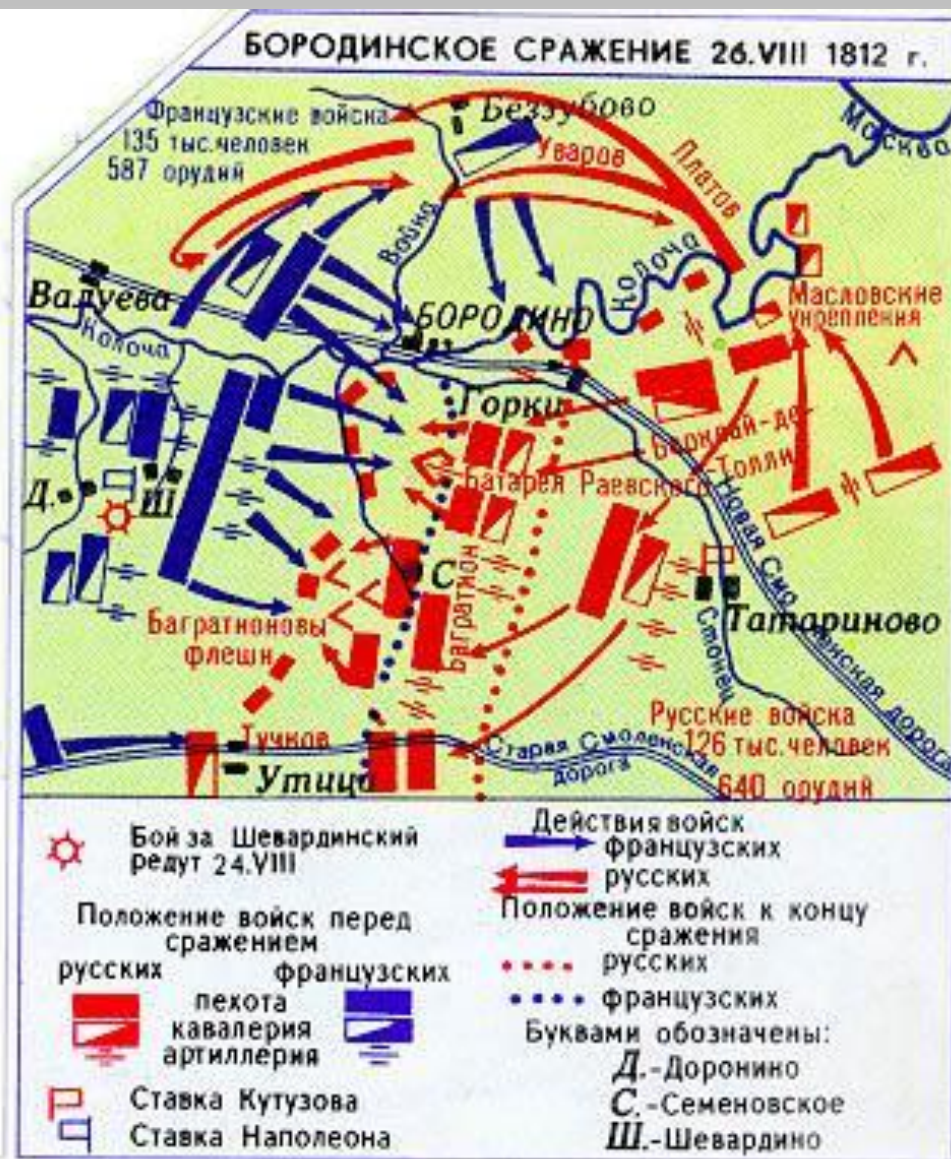 БОРОДИНСКОЕ СРАЖЕНИЕ 26.VIII 1812 г.
Французские войска
135 тыс.человек
587 орудий
Беззубово
Уваров
Платов
Москва
Война
Колоча
Валуева
Колоча
БОРОДИНО
Масловские
укрепления
Горки
Барклай-де-
-Толли
Батарея Раевского
Новая Смоленская дорога
Д.
Ш
С
Багратион
Багратионовы
флеши
Татариново
Стонец
Русские войска
126 тыс.человек
640 орудий
Тучков
Утица
Старая Смоленская
дорога
Бой за Шевардинский
редут 24.VIII
Положение войск перед
сражением
русских французских
пехота
кавалерия
артиллерия
Ставка Кутузова
Ставка Наполеона
Действия войск
французских
русских
Положение войск к концу
сражения
русских
французских
Буквами обозначены:
Д.-Доронино
С.-Семеновское
Ш.-Шевардино